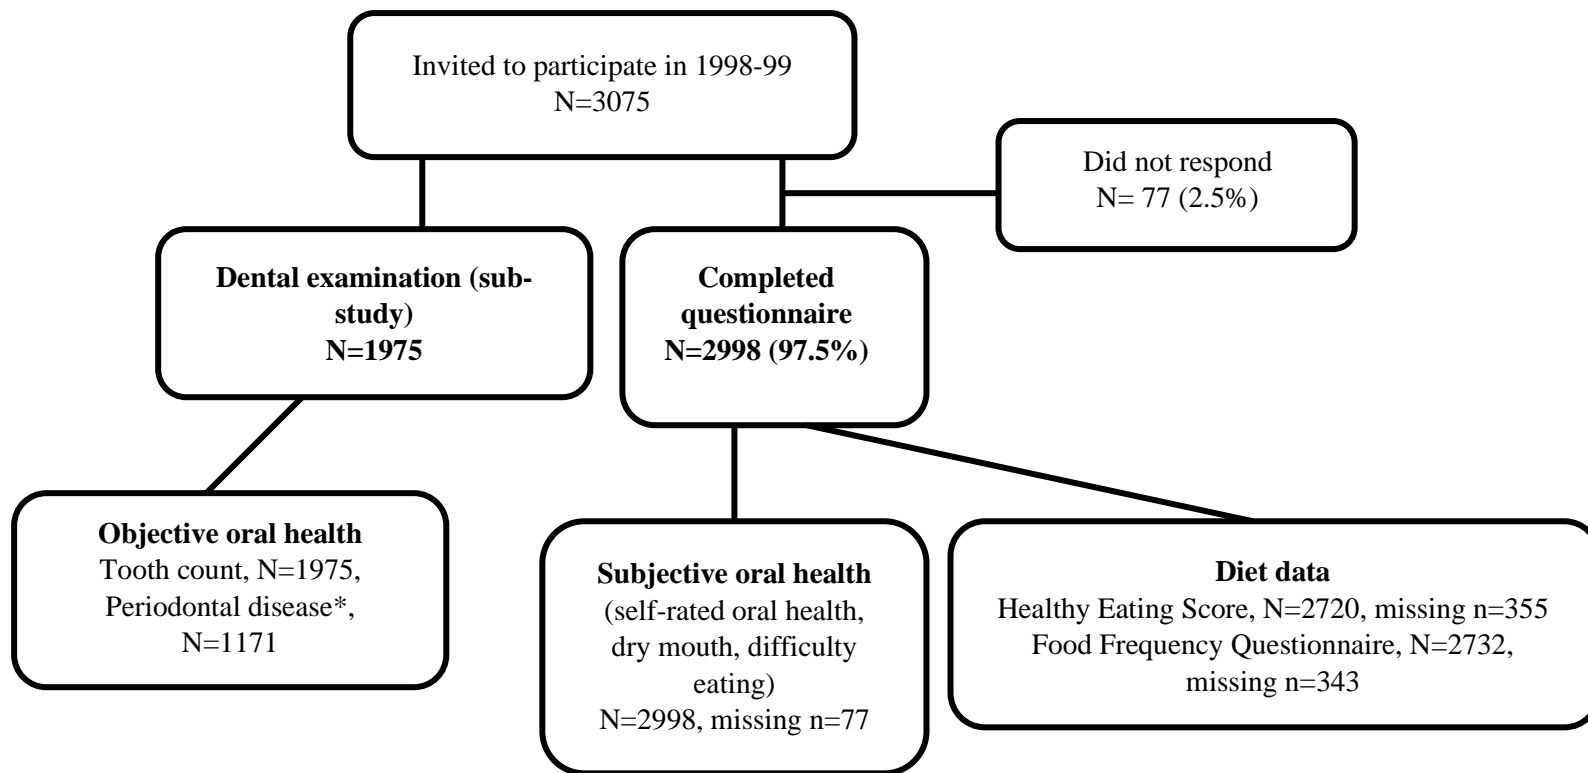 Invited to participate in 1998-99
N=3075
Did not respond
N= 77 (2.5%)
Dental examination (sub-
study)
N=1975
Completed
questionnaire
N=2998 (97.5%)
Objective oral health
Tooth count, N=1975,
Periodontal disease*,
N=1171
Subjective oral health
(self-rated oral health,
dry mouth, difficulty
eating)
N=2998, missing n=77
Diet data
Healthy Eating Score, N=2720, missing n=355
Food Frequency Questionnaire, N=2732,
missing n=343